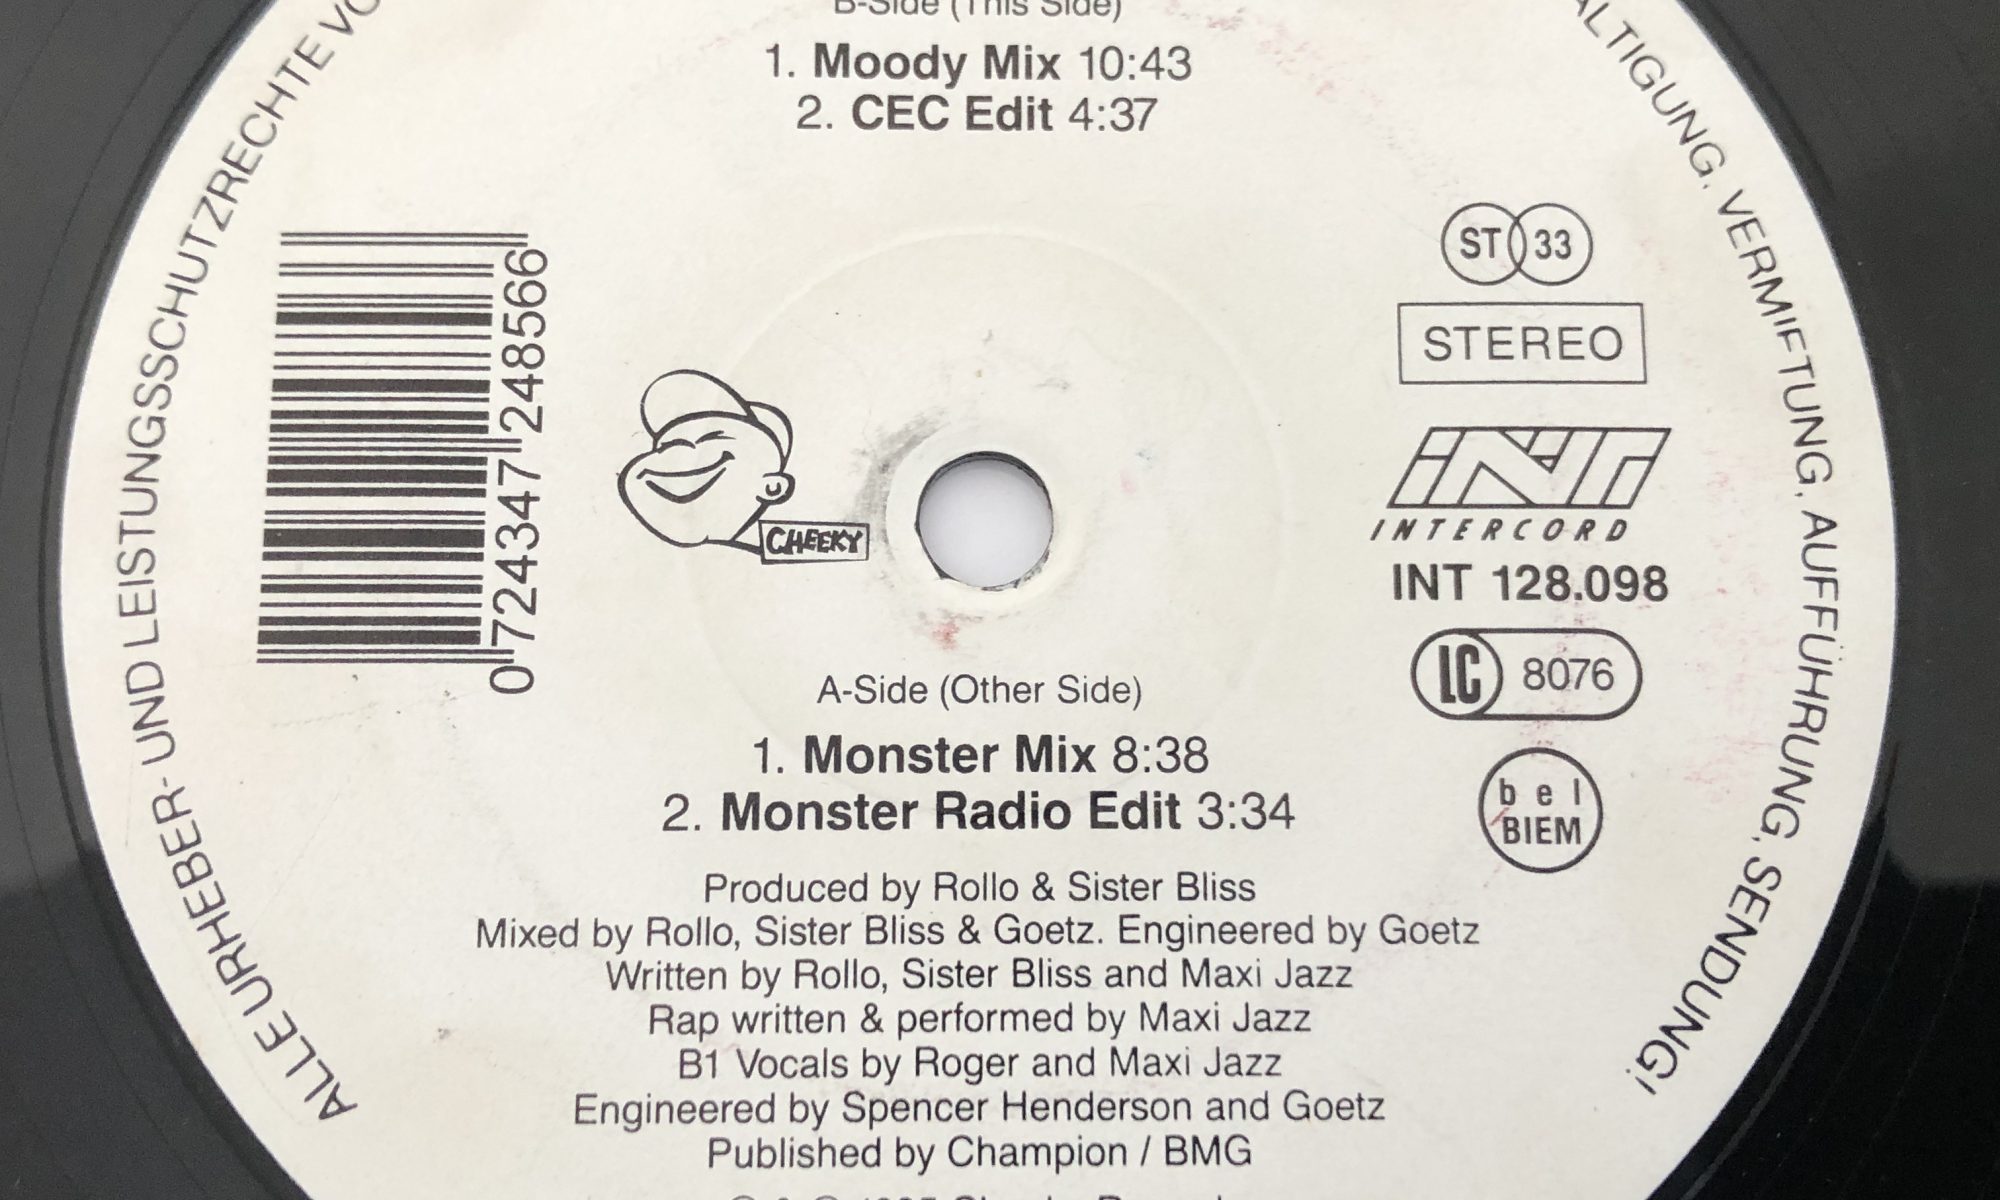 B-Side (This Side)
1. Moody Mix 10:43
2. CEC Edit 4:37
ST 33
STEREO
INT
INTERCORD
INT 128.098
LC 8076
bel
BIEM
0 724347 248566
CHEEKY
A-Side (Other Side)
1. Monster Mix 8:38
2. Monster Radio Edit 3:34
Produced by Rollo & Sister Bliss
Mixed by Rollo, Sister Bliss & Goetz. Engineered by Goetz
Written by Rollo, Sister Bliss and Maxi Jazz
Rap written & performed by Maxi Jazz
B1 Vocals by Roger and Maxi Jazz
Engineered by Spencer Henderson and Goetz
Published by Champion / BMG
ALLE URHEBER- UND LEISTUNGSSCHUTZRECHTE
VERMIFTUNG, AUFFÜHRUNG, SENDUNG!